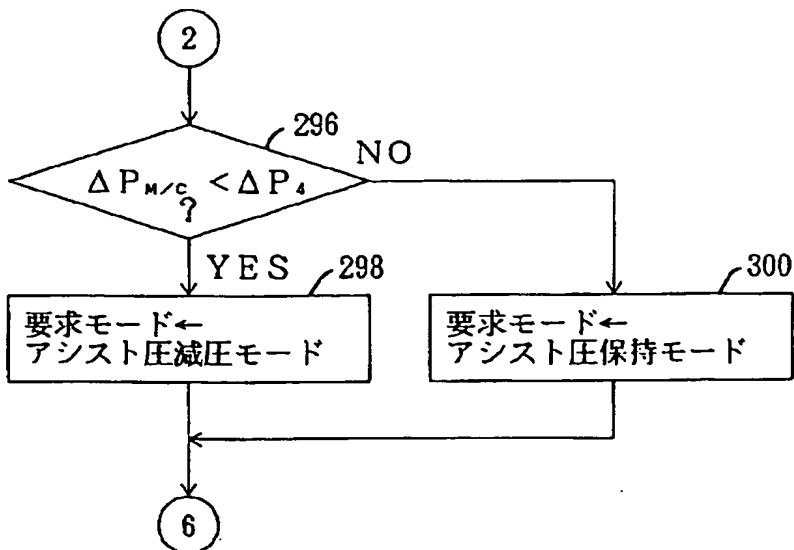 2
296
NO
ΔP_M/C < ΔP_4
?
YES
298
300
要求モード←
アシスト圧減圧モード
要求モード←
アシスト圧保持モード
6